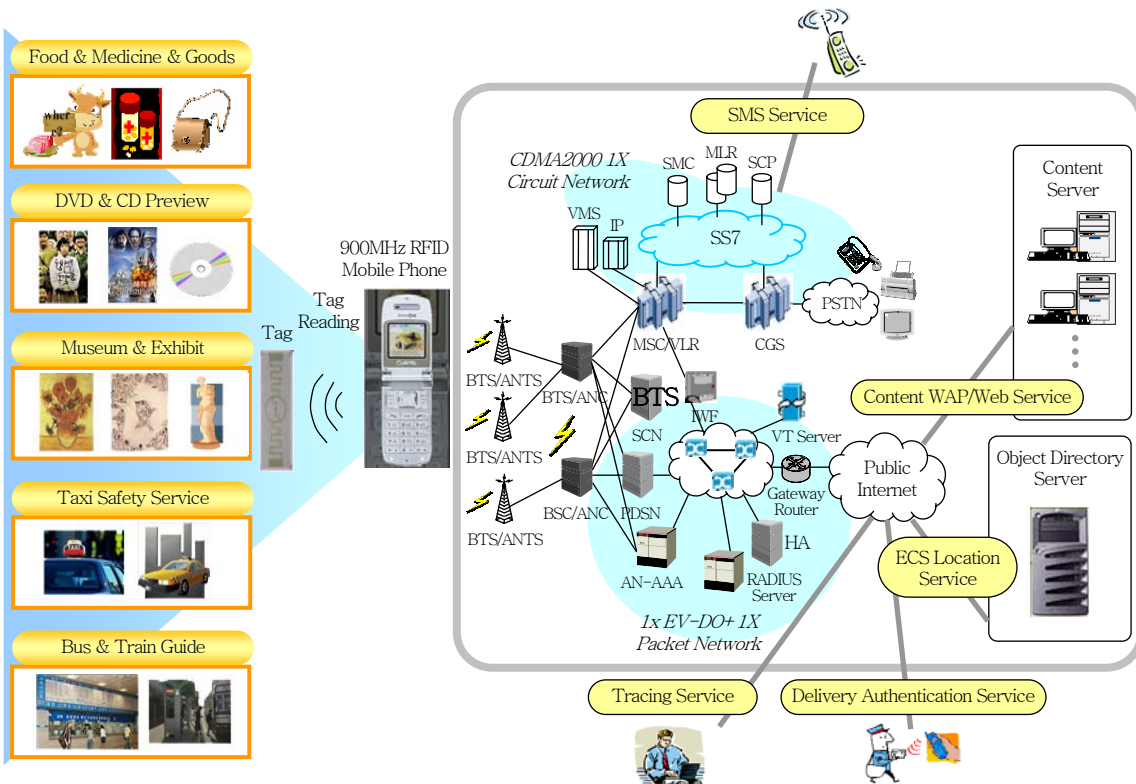 Food & Medicine & Goods
DVD & CD Preview
Museum & Exhibit
Taxi Safety Service
TAXI
Bus & Train Guide
Tag
Tag
Reading
900MHz RFID
Mobile Phone
SMS Service
CDMA2000 1X
Circuit Network
SMC
MLR
SCP
VMS
IP
SS7
MSC/VLR
CGS
PSTN
BTS/ANTS
BTS/ANC
BTS
IWF
SCN
BTS/ANTS
VT Server
BSC/ANC
PDSN
BTS/ANTS
Gateway
Router
Public
Internet
AN-AAA
RADIUS
Server
HA
1x EV-DO+ 1X
Packet Network
Content
Server
Content WAP/Web Service
Object Directory
Server
ECS Location
Service
Tracing Service
Delivery Authentication Service